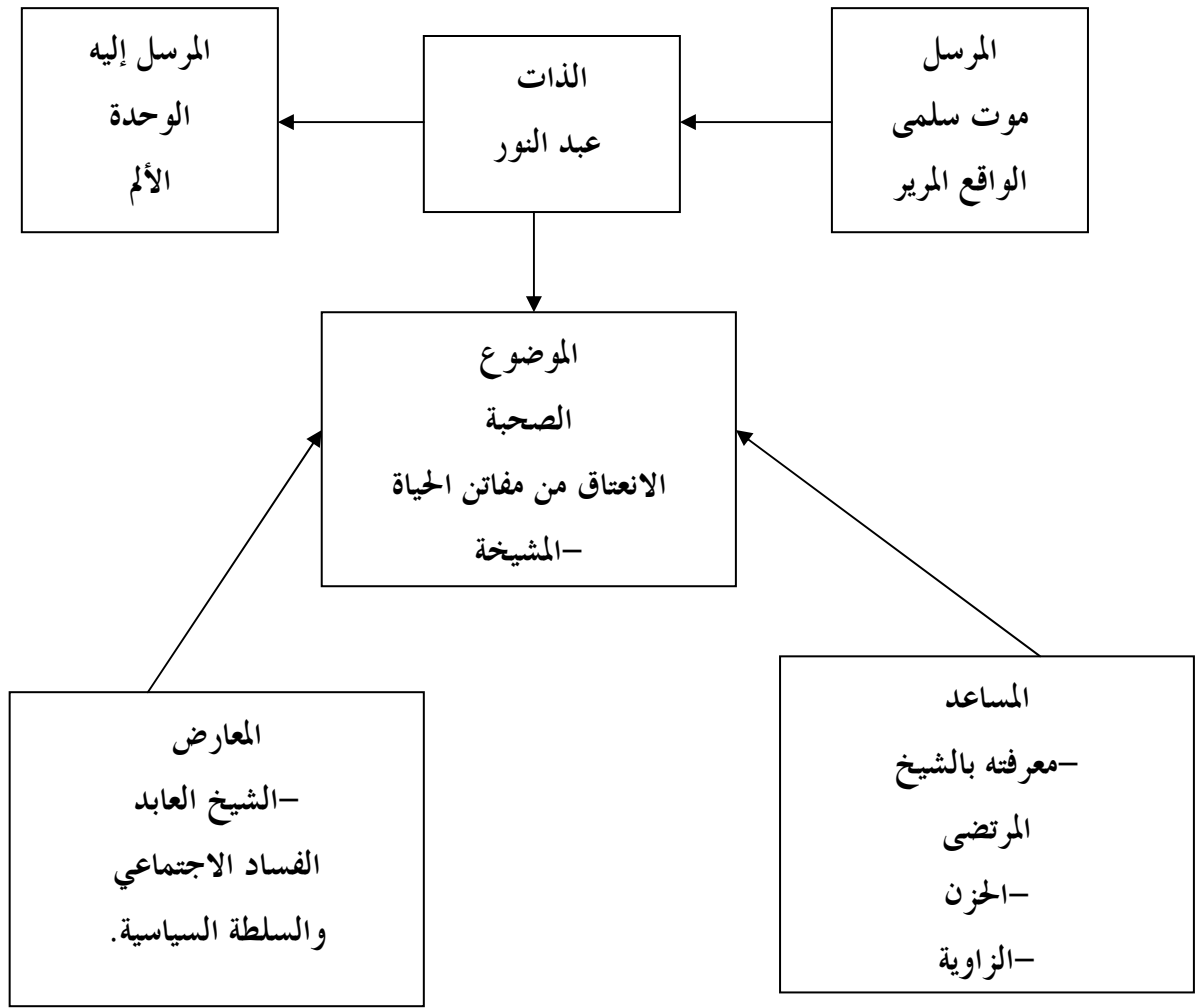 المرسل
موت سلمى
الواقع المرير
الذات
عبد النور
المرسل إليه
الوحدة
الألم
الموضوع
الصحبة
الانعتاق من مفاتن الحياة
–المشيخة
المساعد
–معرفته بالشيخ
المرتضى
–الحزن
–الزاوية
المعارض
–الشيخ العابد
الفساد الاجتماعي
والسلطة السياسية.